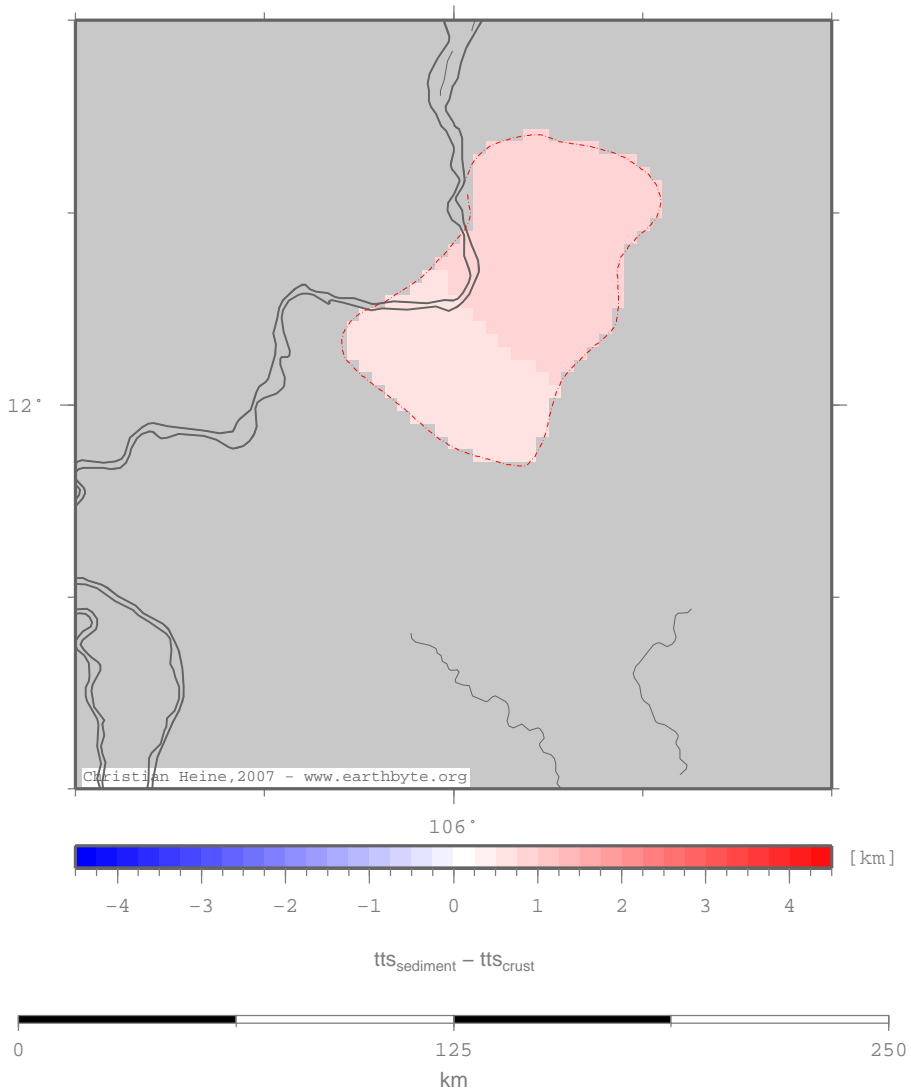 12°
Christian Heine,2007 - www.earthbyte.org
106°
[km]
−4 −3 −2 −1 0 1 2 3 4
tts_sediment – tts_crust
0 125 250
km